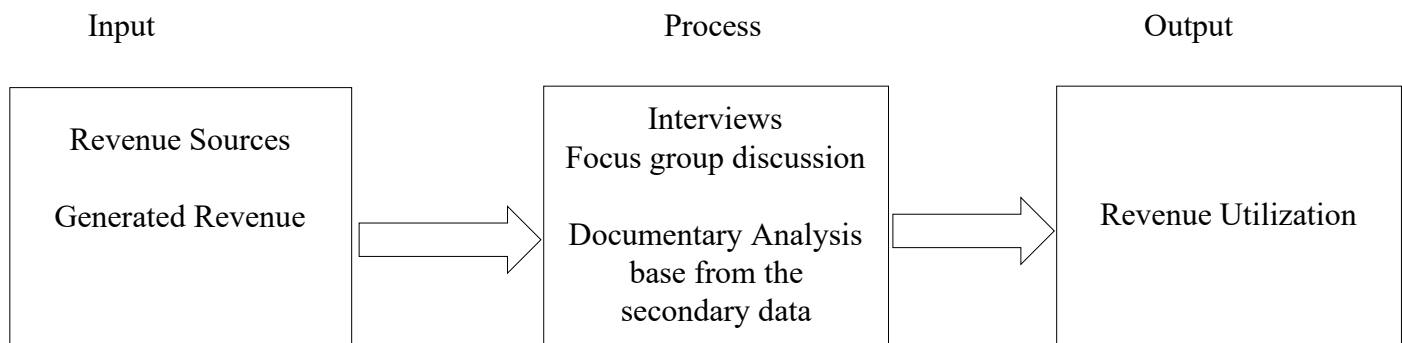 Input
Process
Output
Revenue Sources
Generated Revenue
Interviews
Focus group discussion
Documentary Analysis
base from the
secondary data
Revenue Utilization